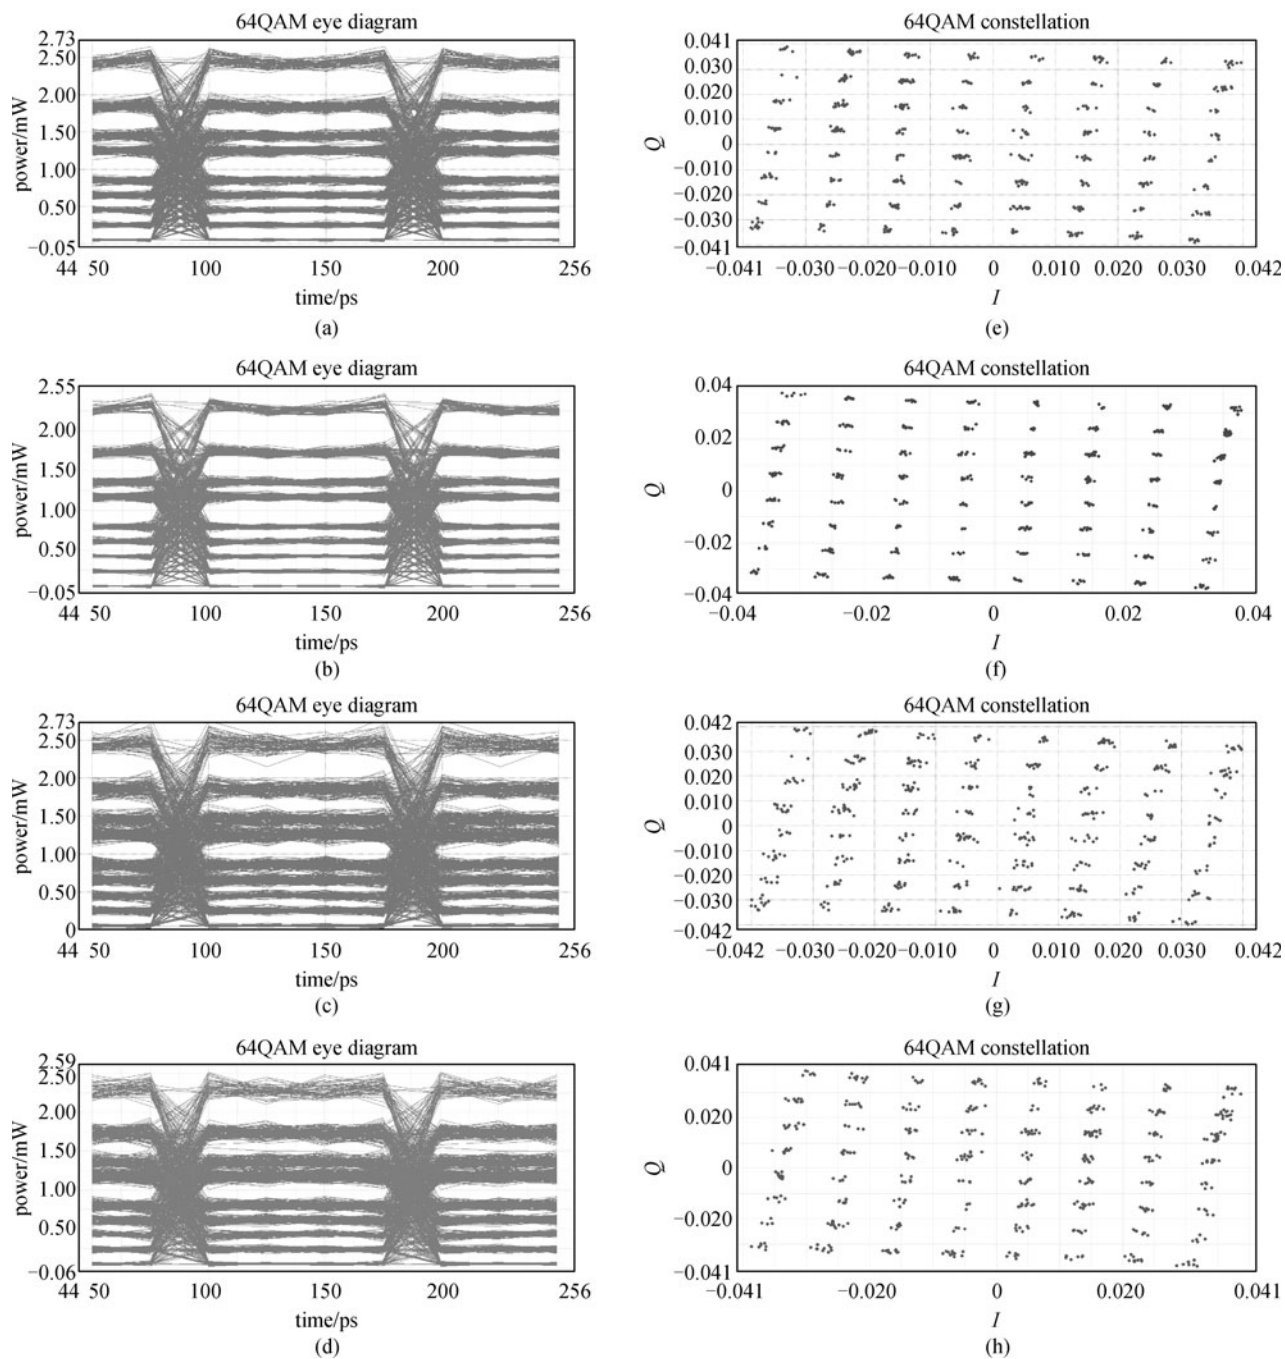 64QAM eye diagram
power/mW
2.73
2.50
2.00
1.50
1.00
0.50
−0.05
44 50 100 150 200 256
time/ps
(a)
64QAM constellation
Q
0.041
0.030
0.020
0.010
0
−0.010
−0.020
−0.030
−0.041
−0.041 −0.030 −0.020 −0.010 0 0.010 0.020 0.030 0.042
I
(e)
64QAM eye diagram
power/mW
2.55
2.00
1.50
1.00
0.50
−0.05
44 50 100 150 200 256
time/ps
(b)
64QAM constellation
Q
0.04
0.02
0
−0.02
−0.04
−0.04 −0.02 0 0.02 0.04
I
(f)
64QAM eye diagram
power/mW
2.73
2.50
2.00
1.50
1.00
0.50
0
44 50 100 150 200 256
time/ps
(c)
64QAM constellation
Q
0.042
0.030
0.020
0.010
0
−0.010
−0.020
−0.030
−0.042
−0.042 −0.030 −0.020 −0.010 0 0.010 0.020 0.030 0.042
I
(g)
64QAM eye diagram
power/mW
2.59
2.50
2.00
1.50
1.00
0.50
−0.06
44 50 100 150 200 256
time/ps
(d)
64QAM constellation
Q
0.041
0.020
0
−0.020
−0.041
−0.041 −0.020 0 0.020 0.041
I
(h)